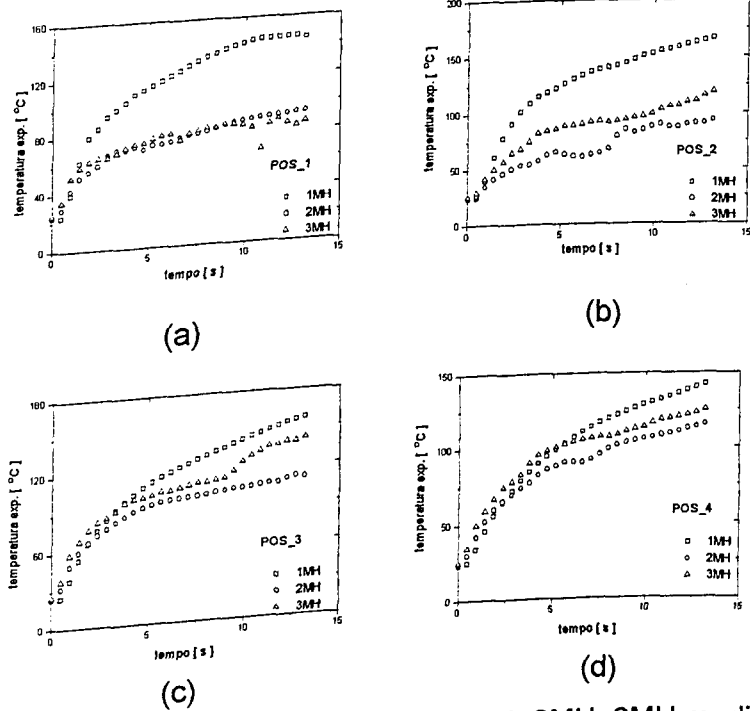 160
120
80
40
0
temperatura exp. [ °C ]
POS_1
1MH
2MH
3MH
0
5
10
15
tempo [ s ]
(a)
200
150
100
50
0
temperatura exp. [ °C ]
POS_2
1MH
2MH
3MH
0
5
10
15
tempo [ s ]
(b)
180
120
60
0
temperatura exp. [ °C ]
POS_3
1MH
2MH
3MH
0
5
10
15
tempo [ s ]
(c)
150
100
50
0
temperatura exp. [ °C ]
POS_4
1MH
2MH
3MH
0
5
10
15
tempo [ s ]
(d)